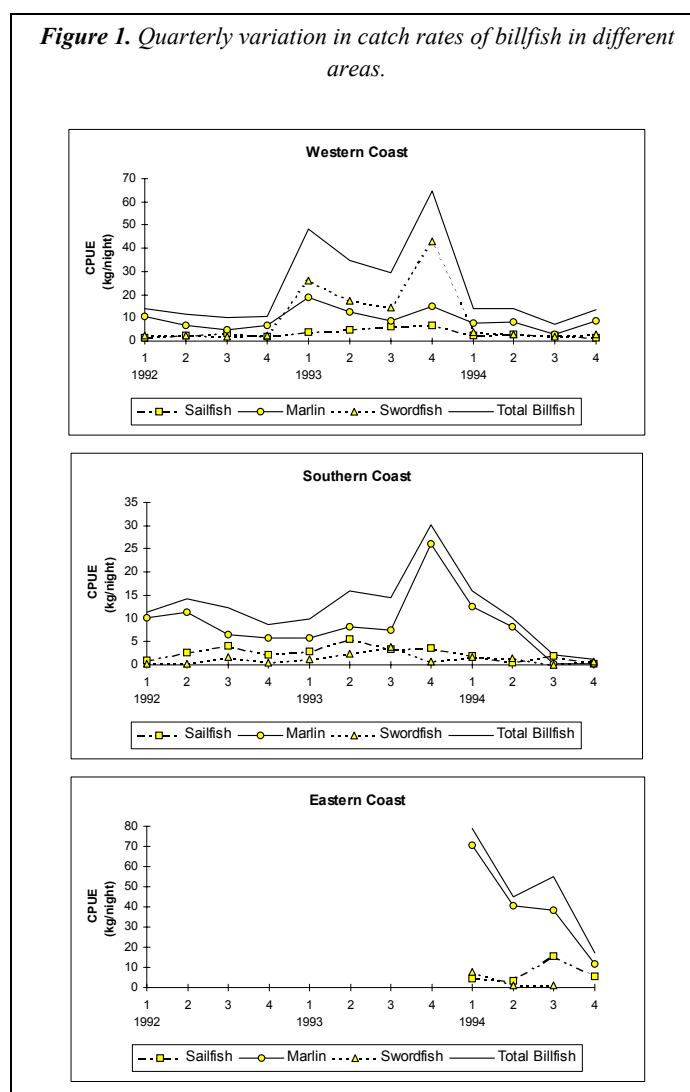 Figure 1. Quarterly variation in catch rates of billfish in different
areas.
Western Coast
CPUE
(kg/night)
70
60
50
40
30
20
10
0
1 2 3 4 1 2 3 4 1 2 3 4
1992 1993 1994
Sailfish Marlin Swordfish Total Billfish
Southern Coast
CPUE
(kg/night)
35
30
25
20
15
10
5
0
1 2 3 4 1 2 3 4 1 2 3 4
1992 1993 1994
Sailfish Marlin Swordfish Total Billfish
Eastern Coast
CPUE
(kg/night)
80
70
60
50
40
30
20
10
0
1 2 3 4 1 2 3 4 1 2 3 4
1992 1993 1994
Sailfish Marlin Swordfish Total Billfish